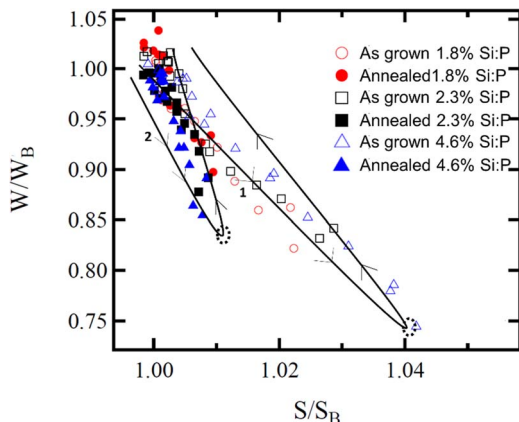 1.05
1.00
0.95
0.90
0.85
0.80
0.75
W/W_B
As grown 1.8% Si:P
Annealed1.8% Si:P
As grown 2.3% Si:P
Annealed 2.3% Si:P
As grown 4.6% Si:P
Annealed 4.6% Si:P
2
1
1.00 1.02 1.04
S/S_B